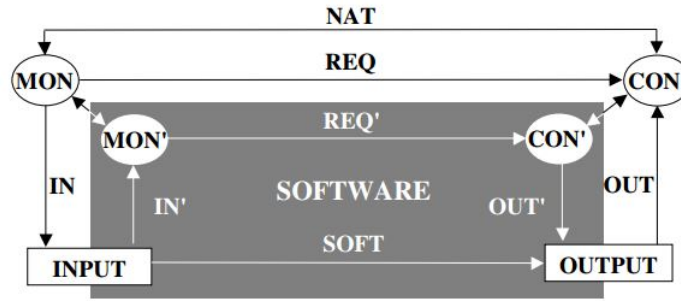 NAT
MON REQ CON
MON' REQ' CON'
IN IN' SOFTWARE OUT' OUT
SOFT
INPUT OUTPUT